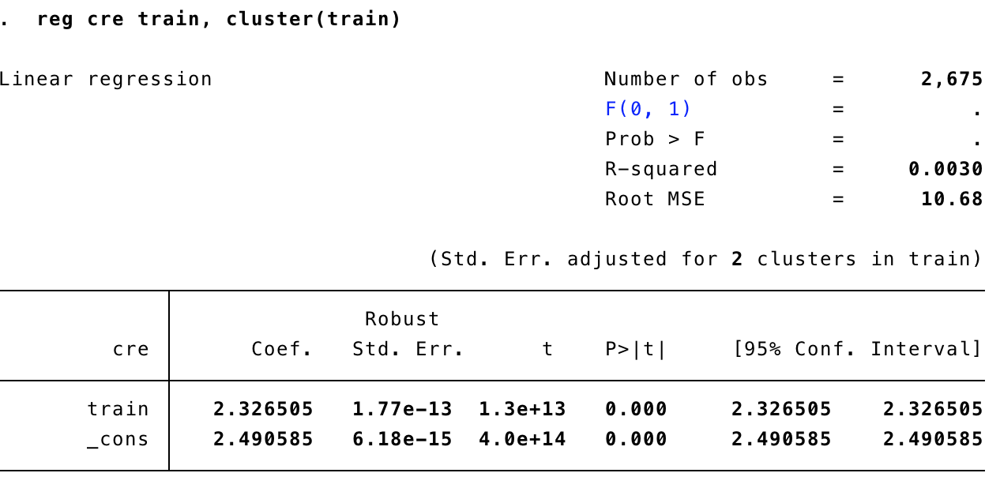 . reg cre train, cluster(train)
Linear regression Number of obs = 2,675
F(0, 1) = .
Prob > F = .
R-squared = 0.0030
Root MSE = 10.68
(Std. Err. adjusted for 2 clusters in train)
Robust
cre Coef. Std. Err. t P>|t| [95% Conf. Interval]
train 2.326505 1.77e-13 1.3e+13 0.000 2.326505 2.326505
_cons 2.490585 6.18e-15 4.0e+14 0.000 2.490585 2.490585